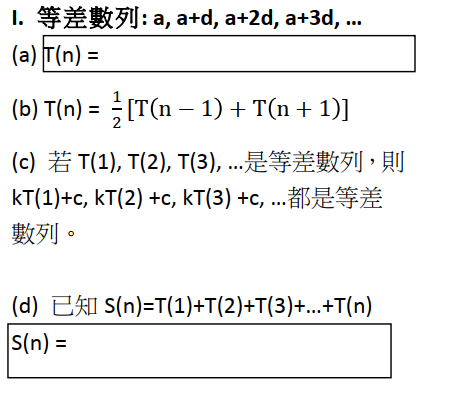 I. 等差數列: a, a+d, a+2d, a+3d, ...
(a) T(n) =
(b) T(n) = 1/2 [T(n − 1) + T(n + 1)]
(c) 若 T(1), T(2), T(3), ...是等差數列，則
kT(1)+c, kT(2) +c, kT(3) +c, ...都是等差
數列。
(d) 已知 S(n)=T(1)+T(2)+T(3)+...+T(n)
S(n) =